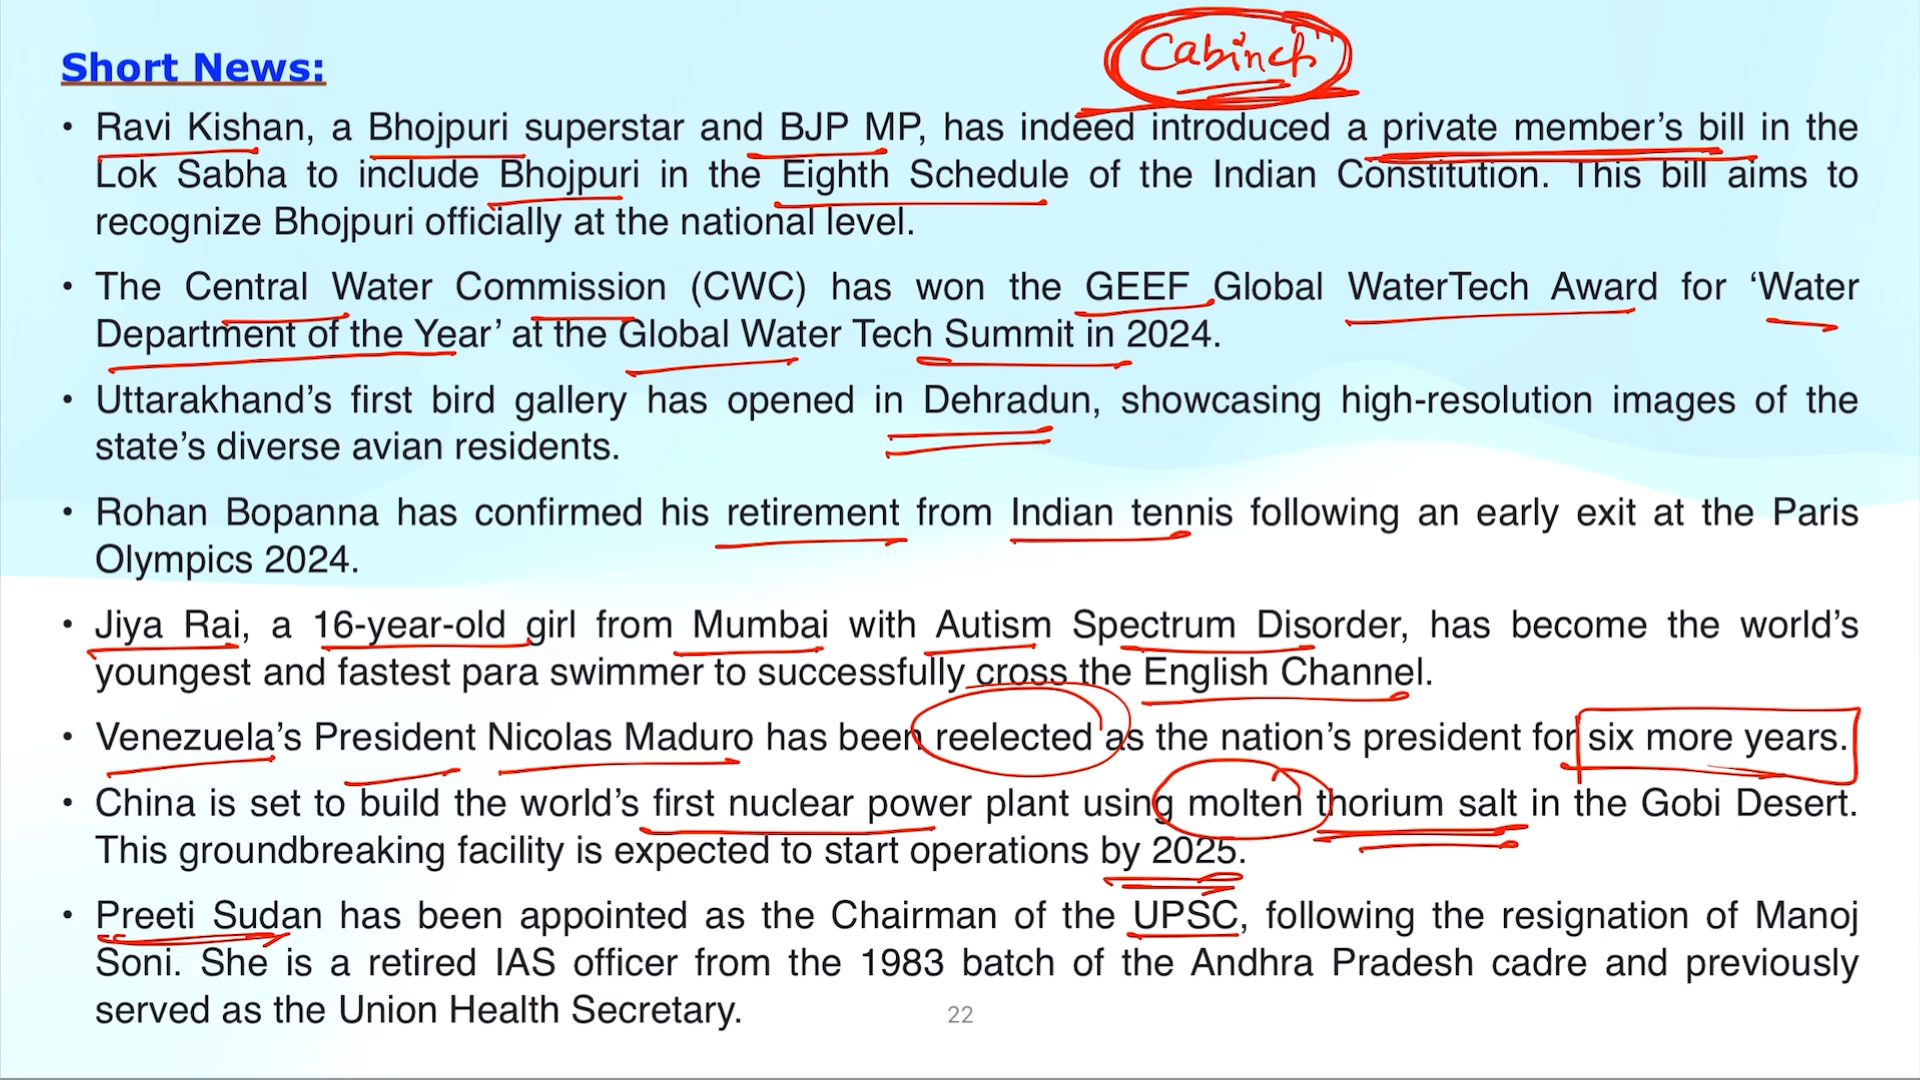 Cabinet
Short News:
• Ravi Kishan, a Bhojpuri superstar and BJP MP, has indeed introduced a private member’s bill in the
Lok Sabha to include Bhojpuri in the Eighth Schedule of the Indian Constitution. This bill aims to
recognize Bhojpuri officially at the national level.
• The Central Water Commission (CWC) has won the GEEF Global WaterTech Award for ‘Water
Department of the Year’ at the Global Water Tech Summit in 2024.
• Uttarakhand’s first bird gallery has opened in Dehradun, showcasing high-resolution images of the
state’s diverse avian residents.
• Rohan Bopanna has confirmed his retirement from Indian tennis following an early exit at the Paris
Olympics 2024.
• Jiya Rai, a 16-year-old girl from Mumbai with Autism Spectrum Disorder, has become the world’s
youngest and fastest para swimmer to successfully cross the English Channel.
• Venezuela’s President Nicolas Maduro has been reelected as the nation’s president for six more years.
• China is set to build the world’s first nuclear power plant using molten thorium salt in the Gobi Desert.
This groundbreaking facility is expected to start operations by 2025.
• Preeti Sudan has been appointed as the Chairman of the UPSC, following the resignation of Manoj
Soni. She is a retired IAS officer from the 1983 batch of the Andhra Pradesh cadre and previously
served as the Union Health Secretary.
22